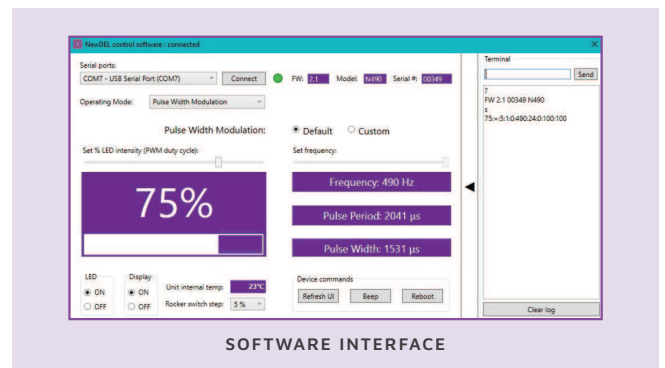 NewDEL control software : connected
Serial ports:
COM7 - USB Serial Port (COM7)
Connect
FW: 2.1 Model: N490 Serial #: 00349
Operating Mode: Pulse Width Modulation
Pulse Width Modulation:
Default Custom
Set % LED intensity (PWM duty cycle):
75%
Set frequency:
Frequency: 490 Hz
Pulse Period: 2041 µs
Pulse Width: 1531 µs
LED
ON
OFF
Display
ON
OFF
Unit internal temp: 23°C
Rocker switch step: 5 %
Device commands
Refresh UI Beep Reboot
Terminal
Send
?
FW 2.1 00349 N490
s
75:+:5:1:0:490:24:0:100:100
Clear log
SOFTWARE INTERFACE